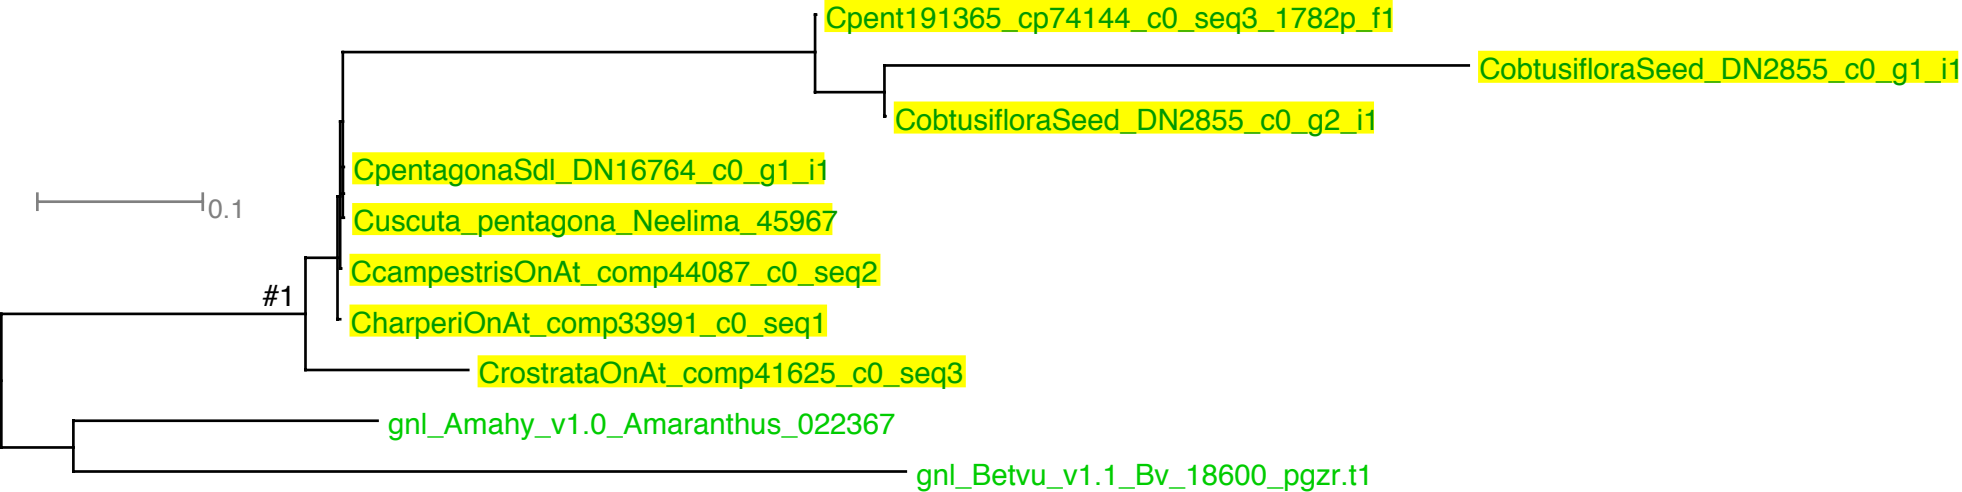 Cpent191365_cp74144_c0_seq3_1782p_f1
CobtusifloraSeed_DN2855_c0_g1_i1
CobtusifloraSeed_DN2855_c0_g2_i1
CpentagonaSdl_DN16764_c0_g1_i1
0.1
Cuscuta_pentagona_Neelima_45967
CcampestrisOnAt_comp44087_c0_seq2
#1
CharperiOnAt_comp33991_c0_seq1
CrostrataOnAt_comp41625_c0_seq3
gnl_Amahy_v1.0_Amaranthus_022367
gnl_Betvu_v1.1_Bv_18600_pgzr.t1